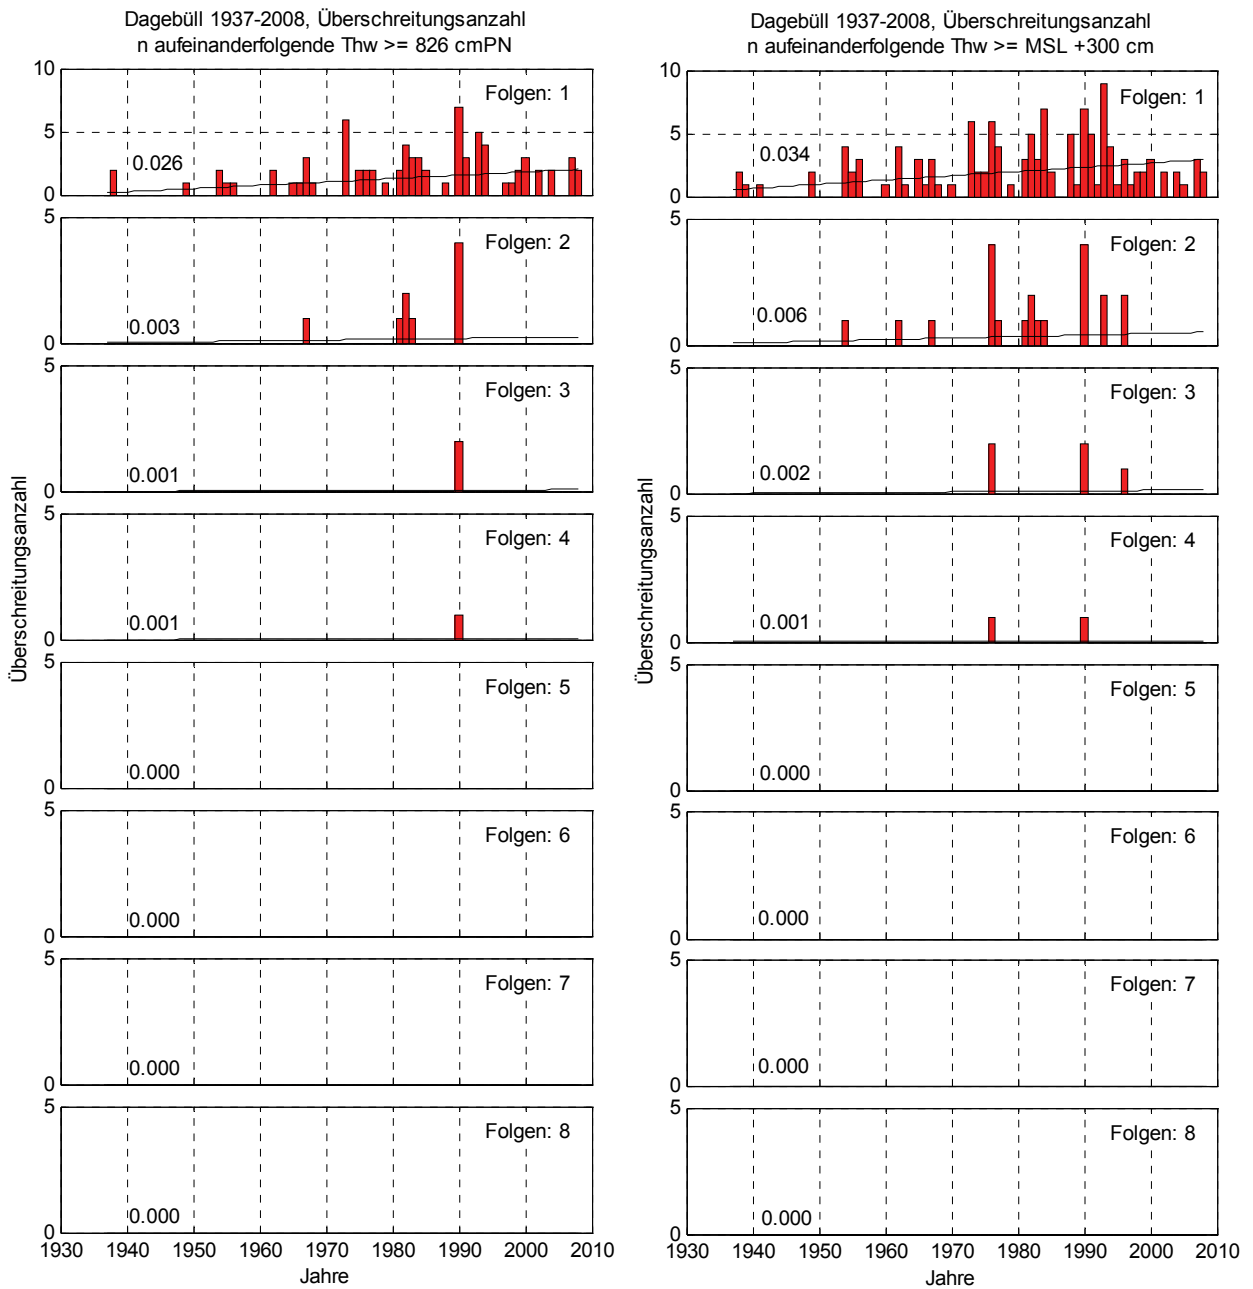 Dagebüll 1937-2008, Überschreitungsanzahl
n aufeinanderfolgende Thw >= 826 cmPN
10
5
0
Folgen: 1
0.026
5
0
Folgen: 2
0.003
5
0
Folgen: 3
0.001
5
0
Folgen: 4
0.001
5
0
Folgen: 5
0.000
5
0
Folgen: 6
0.000
5
0
Folgen: 7
0.000
5
0
Folgen: 8
0.000
Überschreitungsanzahl
1930 1940 1950 1960 1970 1980 1990 2000 2010
Jahre
Dagebüll 1937-2008, Überschreitungsanzahl
n aufeinanderfolgende Thw >= MSL +300 cm
10
5
0
Folgen: 1
0.034
5
0
Folgen: 2
0.006
5
0
Folgen: 3
0.002
5
0
Folgen: 4
0.001
5
0
Folgen: 5
0.000
5
0
Folgen: 6
0.000
5
0
Folgen: 7
0.000
5
0
Folgen: 8
0.000
Überschreitungsanzahl
1930 1940 1950 1960 1970 1980 1990 2000 2010
Jahre